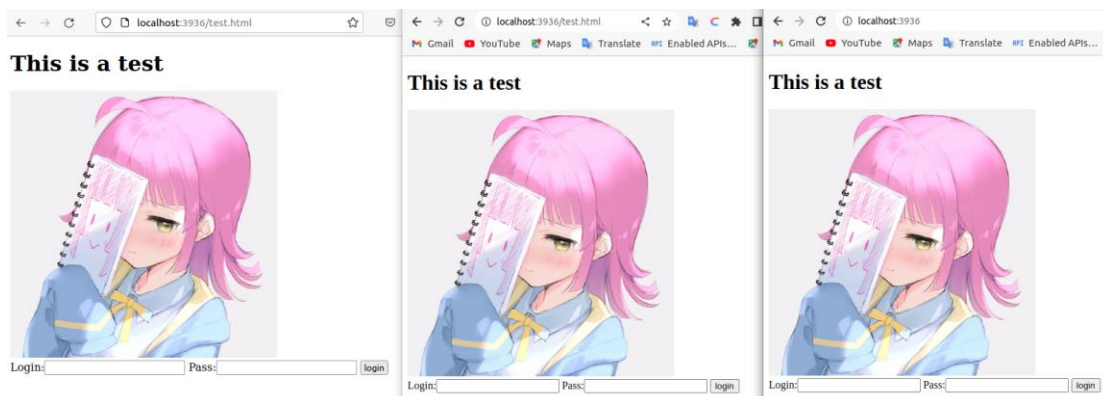 localhost:3936/test.html
This is a test
Login: Pass: login
localhost:3936/test.html
Gmail YouTube Maps Translate API Enabled APIs...
This is a test
Login: Pass: login
localhost:3936
Gmail YouTube Maps Translate API Enabled APIs...
This is a test
Login: Pass: login